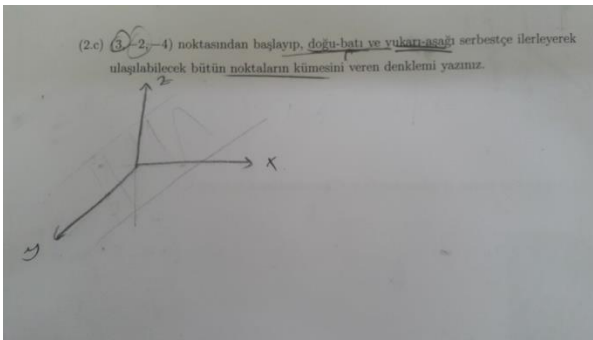 (2.c) (3,−2,−4) noktasından başlayıp, doğu-batı ve yukarı-aşağı serbestçe ilerleyerek
ulaşılabilecek bütün noktaların kümesini veren denklemi yazınız.
z
x
y